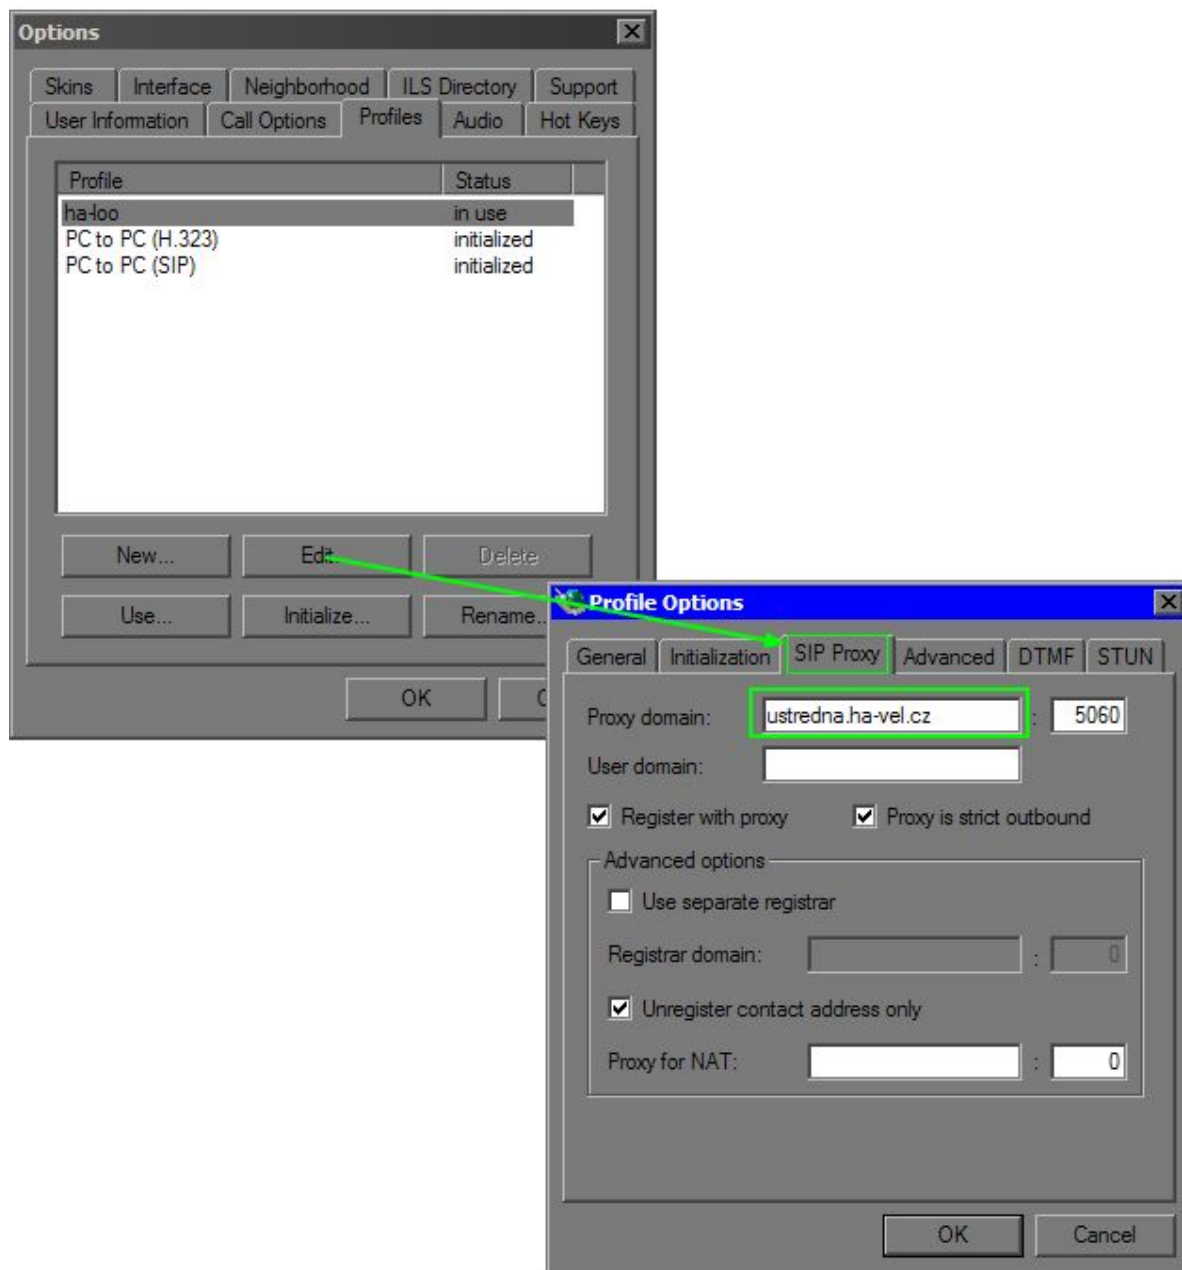 Options
Skins Interface Neighborhood ILS Directory Support
User Information Call Options Profiles Audio Hot Keys
Profile Status
ha-loo in use
PC to PC (H.323) initialized
PC to PC (SIP) initialized
New... Edit. Delete
Use... Initialize... Rename..
OK C
Profile Options
General Initialization SIP Proxy Advanced DTMF STUN
Proxy domain: ustredna.ha-vel.cz : 5060
User domain:
Register with proxy Proxy is strict outbound
Advanced options
Use separate registrar
Registrar domain: : 0
Unregister contact address only
Proxy for NAT: : 0
OK Cancel